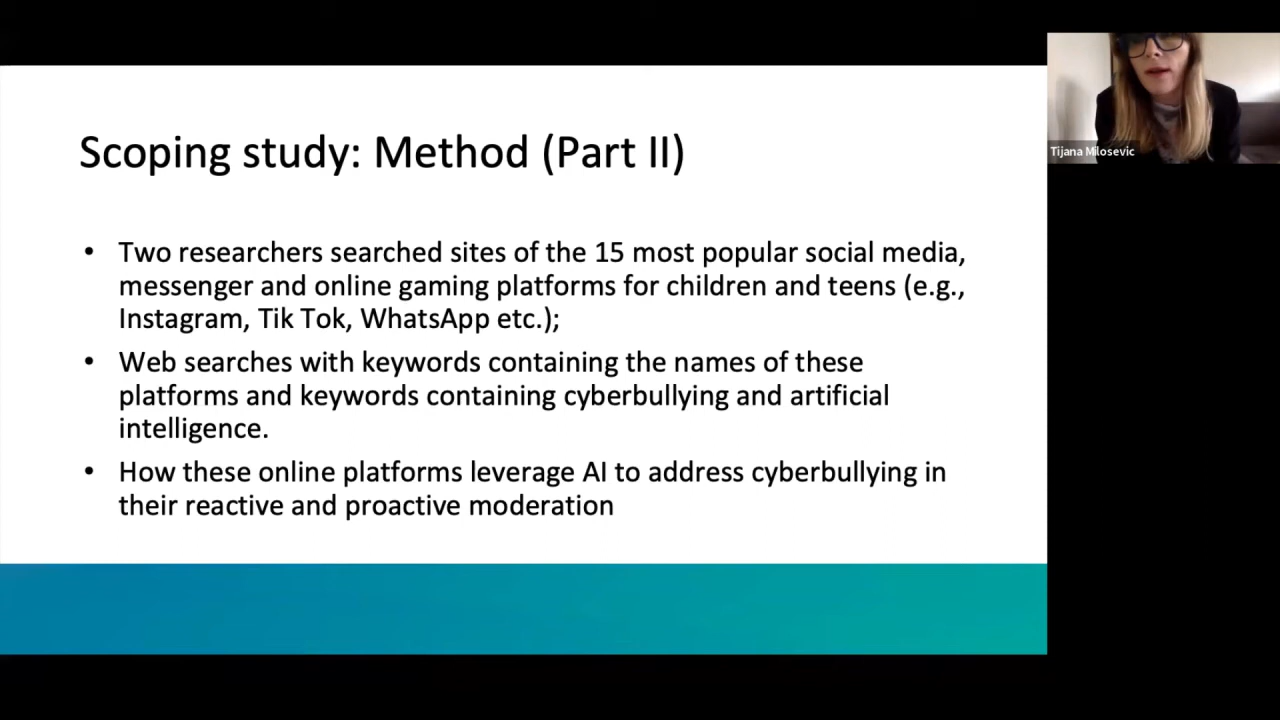 Scoping study: Method (Part II)
• Two researchers searched sites of the 15 most popular social media,
messenger and online gaming platforms for children and teens (e.g.,
Instagram, Tik Tok, WhatsApp etc.);
• Web searches with keywords containing the names of these
platforms and keywords containing cyberbullying and artificial
intelligence.
• How these online platforms leverage AI to address cyberbullying in
their reactive and proactive moderation
Tijana Milosevic